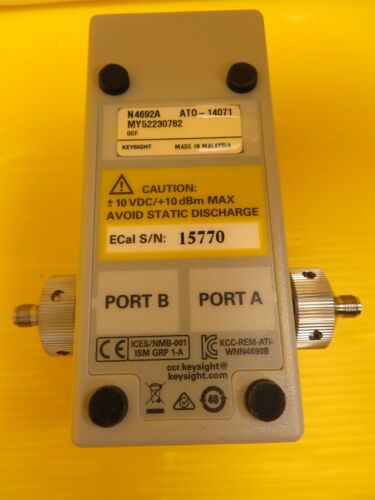 N4692A ATO-14071
MY52230782
00F
KEYSIGHT MADE IN MALAYSIA
CAUTION:
± 10 VDC/+10 dBm MAX
AVOID STATIC DISCHARGE
ECal S/N: 15770
PORT B PORT A
CE ICES/NMB-001
ISM GRP 1-A
KCC-REM-ATI-
WNN4690B
ccr.keysight@
keysight.com
40